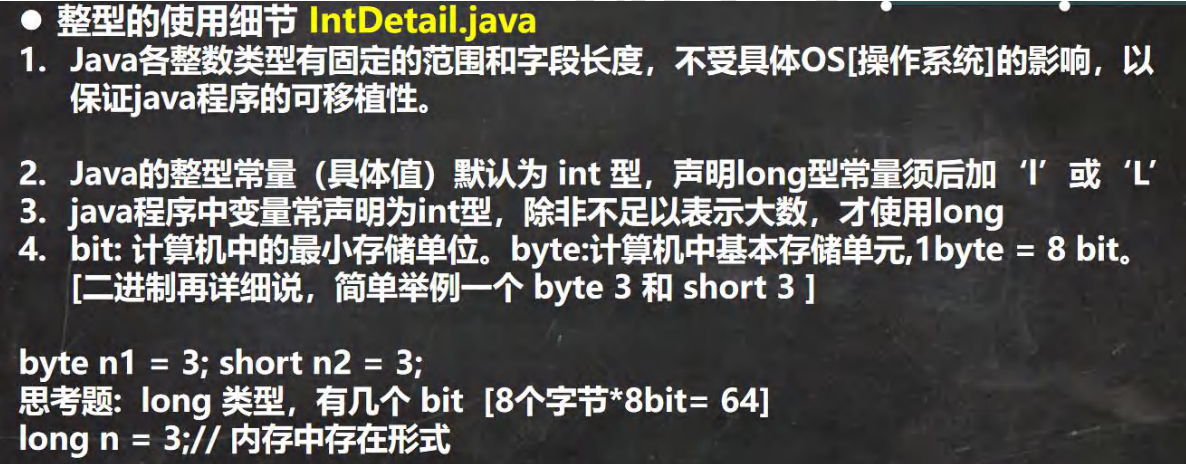 ● 整型的使用细节 IntDetail.java
1. Java各整数类型有固定的范围和字段长度，不受具体OS[操作系统]的影响，以
保证java程序的可移植性。
2. Java的整型常量（具体值）默认为 int 型，声明long型常量须后加‘l’或‘L’
3. java程序中变量常声明为int型，除非不足以表示大数，才使用long
4. bit: 计算机中的最小存储单位。byte:计算机中基本存储单元,1byte = 8 bit。
[二进制再详细说，简单举例一个 byte 3 和 short 3 ]
byte n1 = 3; short n2 = 3;
思考题: long 类型，有几个 bit [8个字节*8bit= 64]
long n = 3;// 内存中存在形式